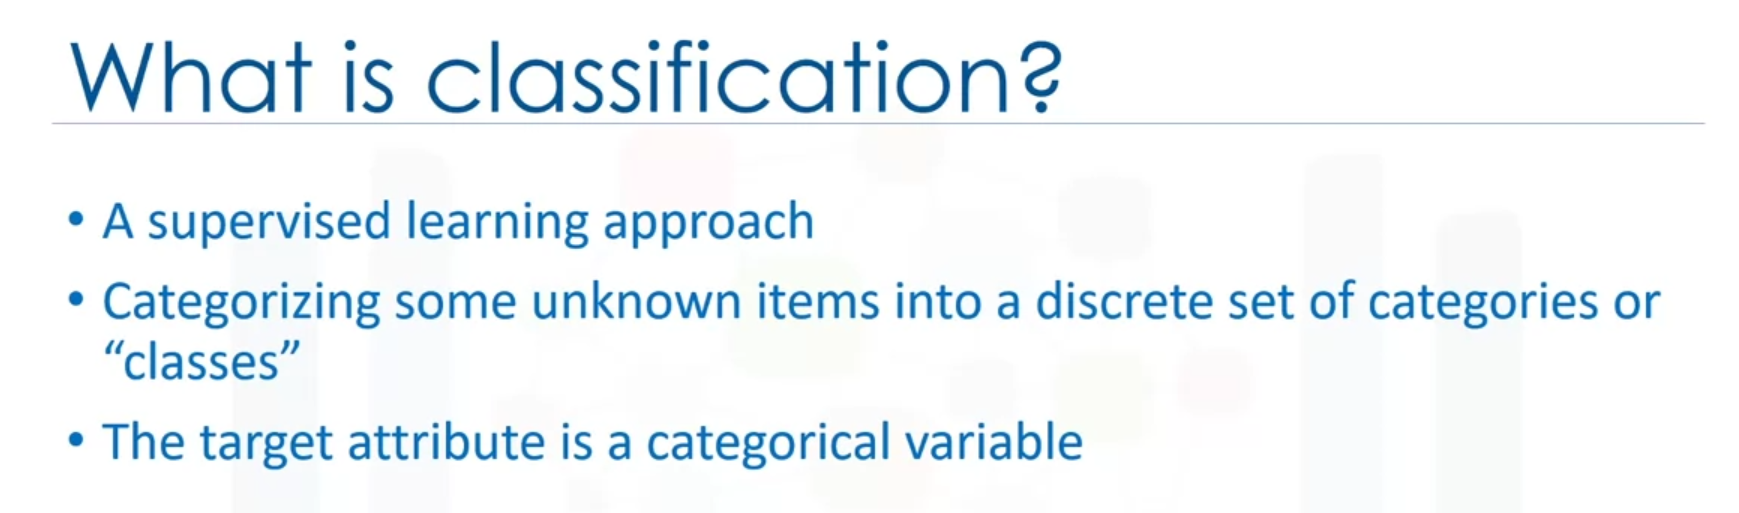 What is classification?
• A supervised learning approach
• Categorizing some unknown items into a discrete set of categories or
“classes”
• The target attribute is a categorical variable